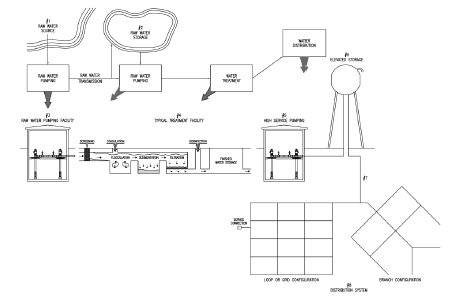 #1
RAW WATER
SOURCE
#2
RAW WATER
STORAGE
WATER
DISTRIBUTION
#6
ELEVATED STORAGE
RAW WATER
PUMPING
RAW WATER
TRANSMISSION
RAW WATER
PUMPING
WATER
TREATMENT
#3
RAW WATER PUMPING FACILITY
#4
TYPICAL TREATMENT FACILITY
#5
HIGH SERVICE PUMPING
SCREENING
COAGULATION
DISINFECTION
FLOCCULATION
SEDIMENTATION
FILTRATION
FINISHED
WATER STORAGE
#7
SERVICE
CONNECTION
LOOP OR GRID CONFIGURATION
BRANCH CONFIGURATION
#8
DISTRIBUTION SYSTEM